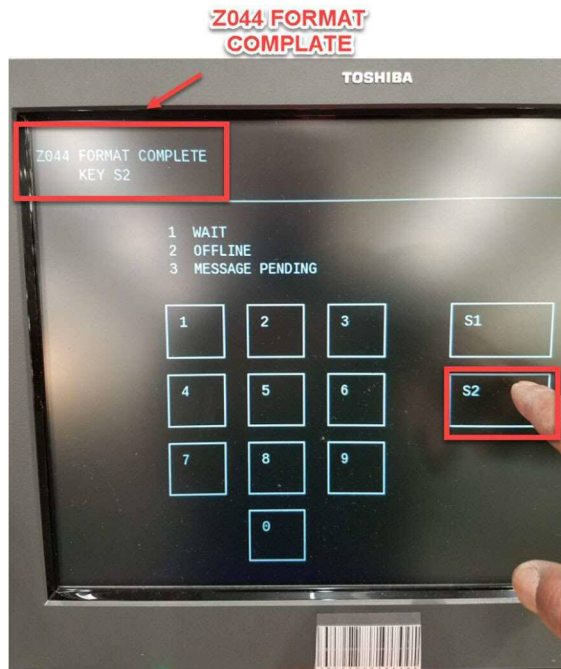 Z044 FORMAT
COMPLATE
TOSHIBA
Z044 FORMAT COMPLETE
KEY S2
1 WAIT
2 OFFLINE
3 MESSAGE PENDING
1 2 3 S1
4 5 6 S2
7 8 9
0